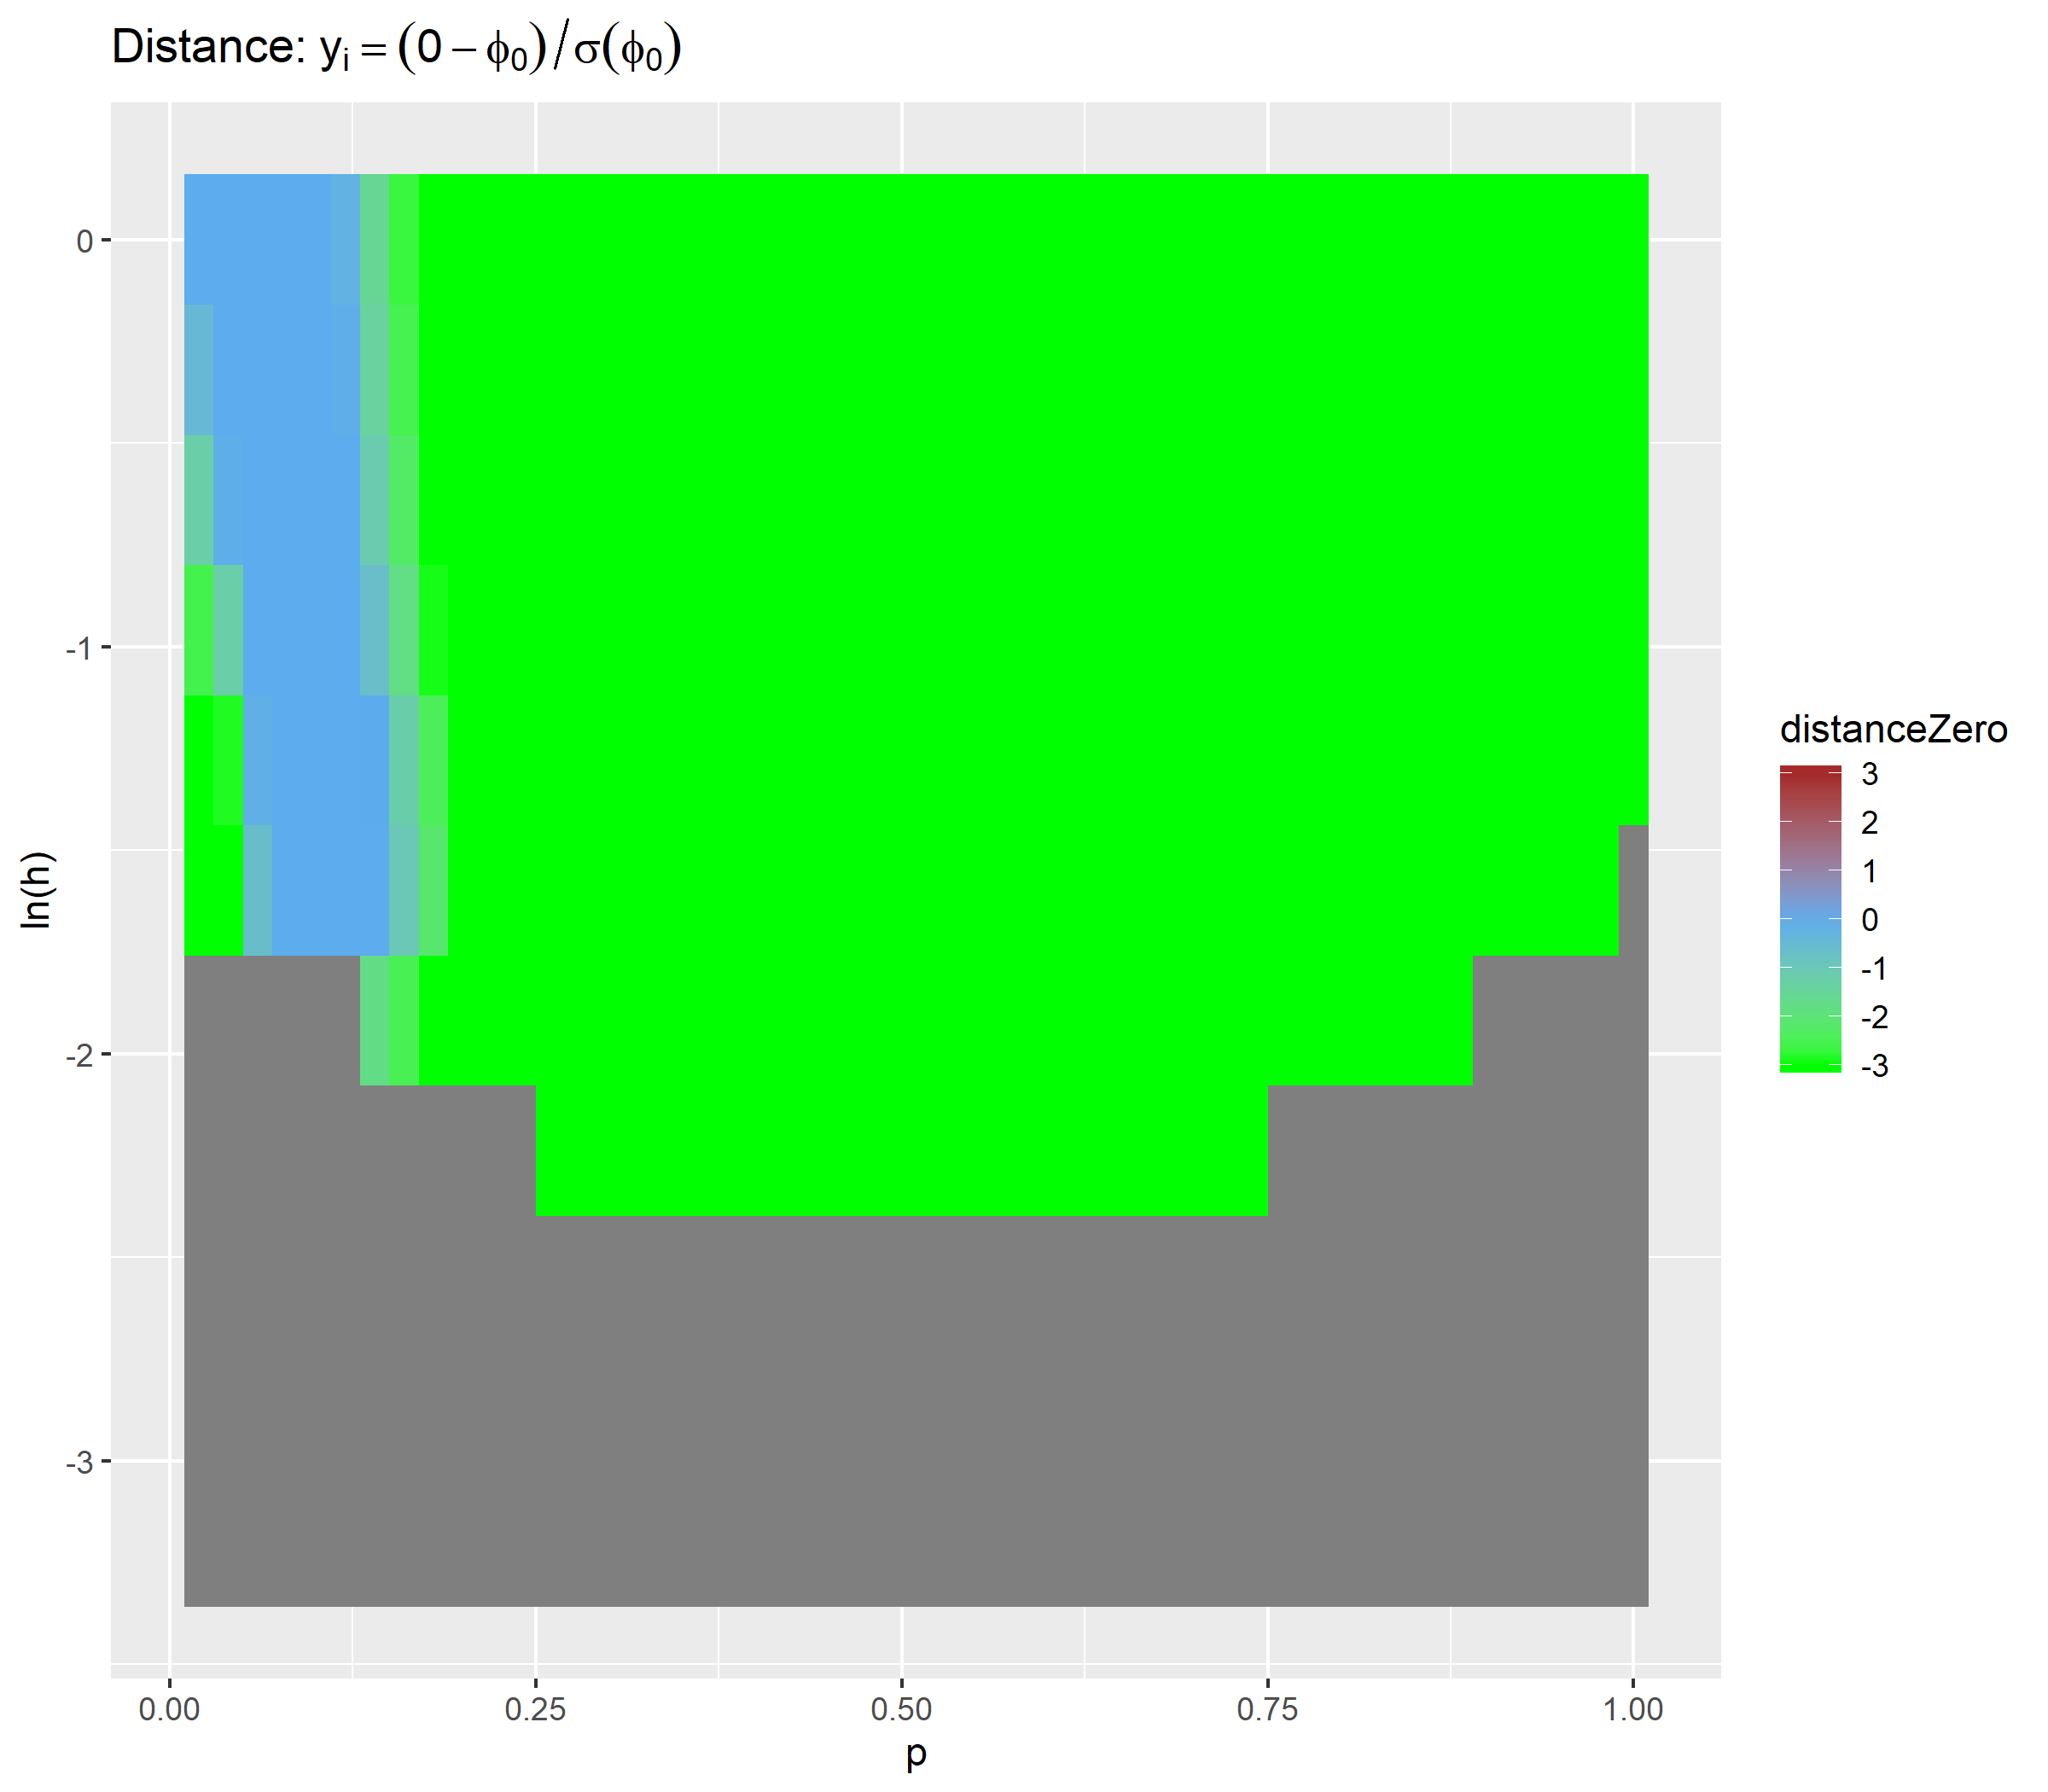 Distance: yᵢ = (0 − ϕ₀)/σ(ϕ₀)
0
-1
-2
-3
ln(h)
0.00 0.25 0.50 0.75 1.00
p
distanceZero
3
2
1
0
-1
-2
-3